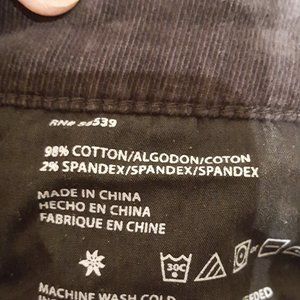 98% COTTON/ALGODON/COTON
2% SPANDEX/SPANDEX/SPANDEX
MADE IN CHINA
HECHO EN CHINA
FABRIQUE EN CHINE
30C
MACHINE WASH COLD